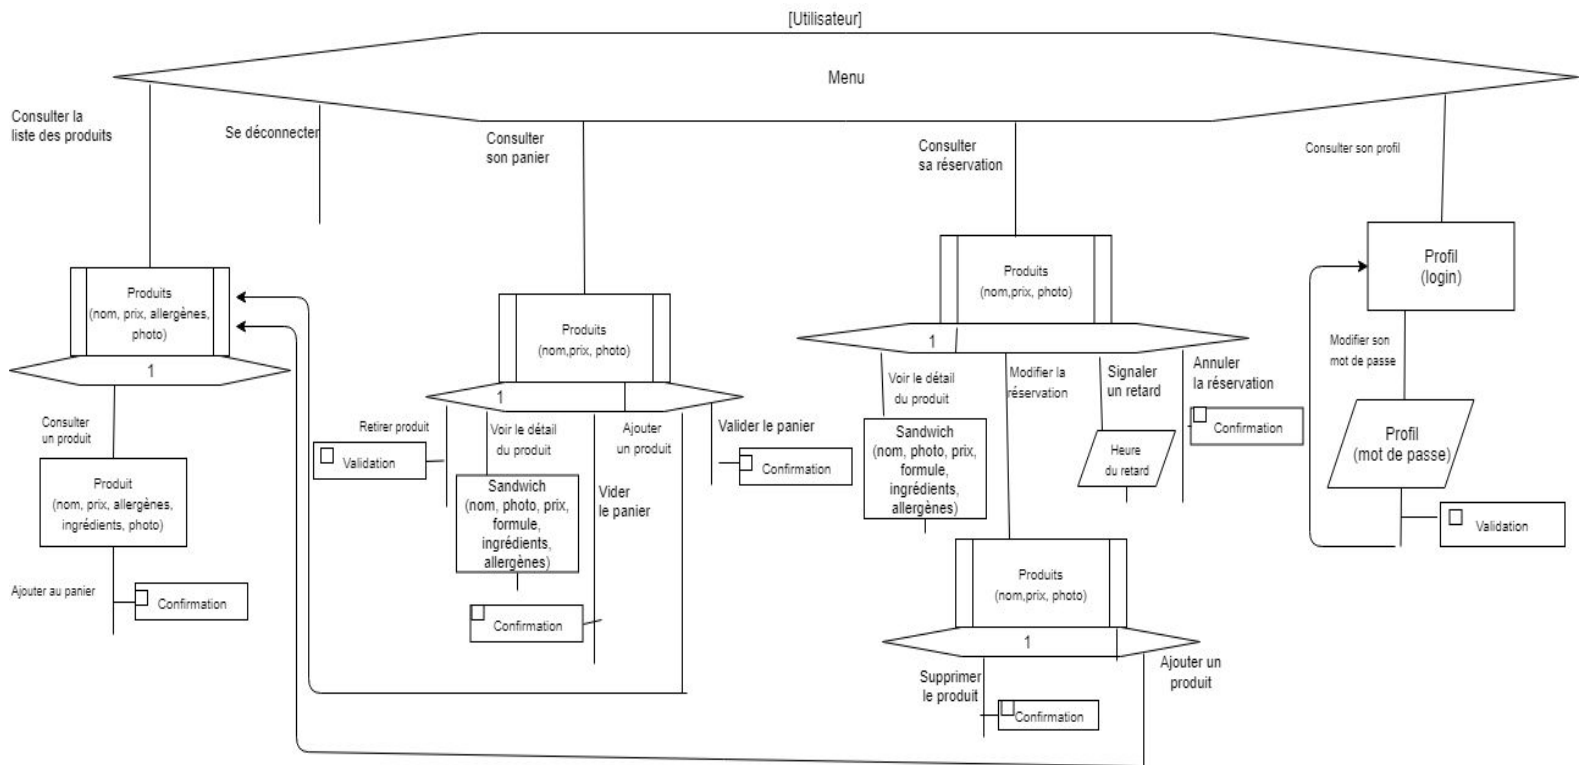 [Utilisateur]
Menu
Consulter la
liste des produits
Se déconnecter
Consulter
son panier
Consulter
sa réservation
Consulter son profil
Produits
(nom, prix, allergènes,
photo)
1
Consulter
un produit
Produit
(nom, prix, allergènes,
ingrédients, photo)
Ajouter au panier
Confirmation
Produits
(nom,prix, photo)
1
Retirer produit
Validation
Voir le détail
du produit
Sandwich
(nom, photo, prix,
formule,
ingrédients,
allergènes)
Vider
le panier
Confirmation
Ajouter
un produit
Valider le panier
Confirmation
Produits
(nom,prix, photo)
1
Voir le détail
du produit
Sandwich
(nom, photo, prix,
formule,
ingrédients,
allergènes)
Modifier la
réservation
Signaler
un retard
Heure
du retard
Annuler
la réservation
Confirmation
Produits
(nom,prix, photo)
1
Supprimer
le produit
Confirmation
Ajouter un
produit
Profil
(login)
Modifier son
mot de passe
Profil
(mot de passe)
Validation